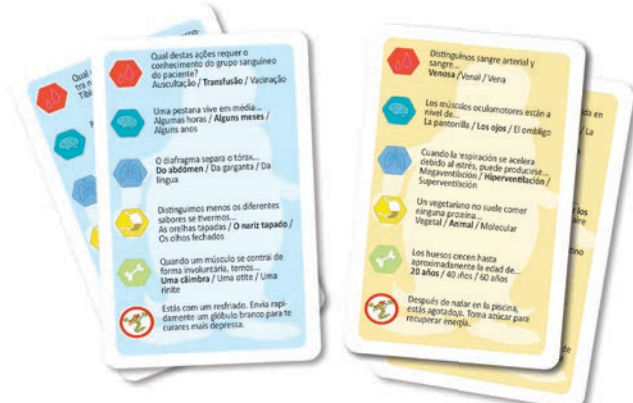 Qual destas ações requer o
conhecimento do grupo sanguíneo
do paciente?
Auscultação / Transfusão / Vacinação
Uma pestana vive em média...
Algumas horas / Alguns meses /
Alguns anos
O diafragma separa o tórax...
Do abdómen / Da garganta / Da
língua
Distinguimos menos os diferentes
sabores se tivermos...
As orelhas tapadas / O nariz tapado /
Os olhos fechados
Quando um músculo se contrai de
forma involuntária, temos...
Uma cãimbra / Uma otite / Uma
rinite
Estás com um resfriado. Envia rapi-
damente um glóbulo branco para te
curares mais depressa.
Distinguimos sangre arterial y
sangre...
Venosa / Venal / Vena
Los músculos oculomotores están a
nivel de...
La pantorrilla / Los ojos / El ombligo
Cuando la respiración se acelera
debido al estrés, puede producirse...
Megaventilación / Hiperventilación /
Superventilación
Un vegetariano no suele comer
ninguna proteína...
Vegetal / Animal / Molecular
Los huesos crecen hasta
aproximadamente la edad de...
20 años / 40 años / 60 años
Después de nadar en la piscina,
estás agotado/a. Toma azúcar para
recuperar energía.